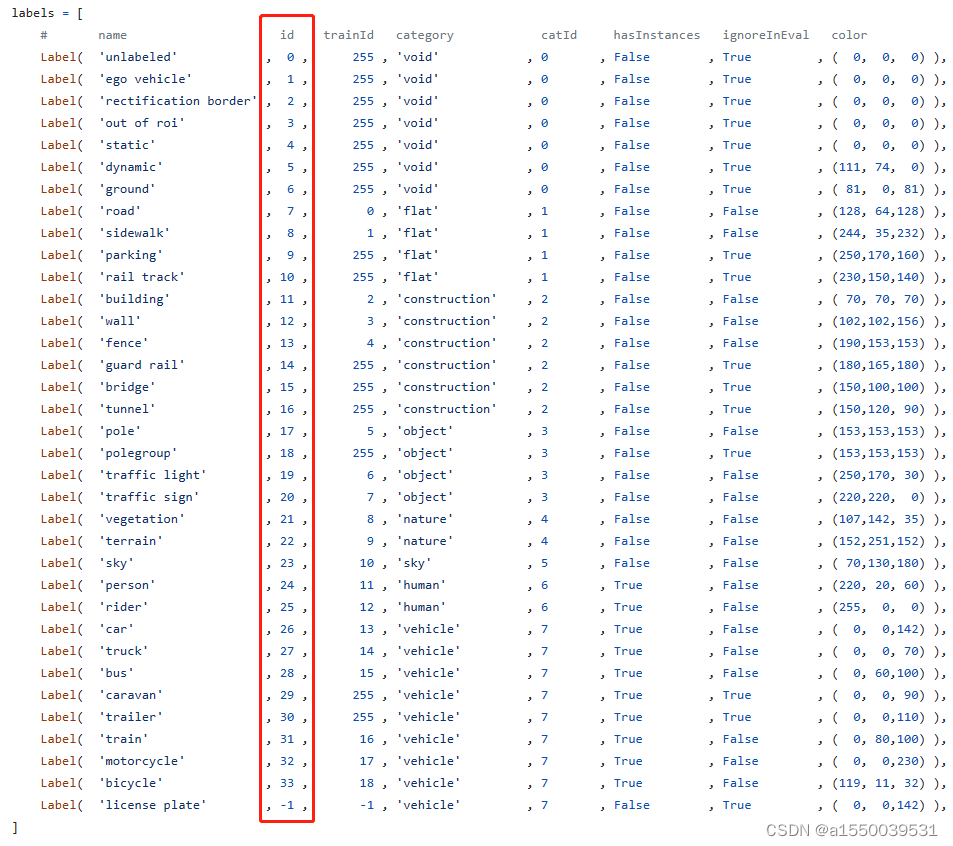 labels = [
# name id trainId category catId hasInstances ignoreInEval color
Label( 'unlabeled' , 0 , 255 , 'void' , 0 , False , True , ( 0, 0, 0) ),
Label( 'ego vehicle' , 1 , 255 , 'void' , 0 , False , True , ( 0, 0, 0) ),
Label( 'rectification border' , 2 , 255 , 'void' , 0 , False , True , ( 0, 0, 0) ),
Label( 'out of roi' , 3 , 255 , 'void' , 0 , False , True , ( 0, 0, 0) ),
Label( 'static' , 4 , 255 , 'void' , 0 , False , True , ( 0, 0, 0) ),
Label( 'dynamic' , 5 , 255 , 'void' , 0 , False , True , (111, 74, 0) ),
Label( 'ground' , 6 , 255 , 'void' , 0 , False , True , ( 81, 0, 81) ),
Label( 'road' , 7 , 0 , 'flat' , 1 , False , False , (128, 64,128) ),
Label( 'sidewalk' , 8 , 1 , 'flat' , 1 , False , False , (244, 35,232) ),
Label( 'parking' , 9 , 255 , 'flat' , 1 , False , True , (250,170,160) ),
Label( 'rail track' , 10 , 255 , 'flat' , 1 , False , True , (230,150,140) ),
Label( 'building' , 11 , 2 , 'construction' , 2 , False , False , ( 70, 70, 70) ),
Label( 'wall' , 12 , 3 , 'construction' , 2 , False , False , (102,102,156) ),
Label( 'fence' , 13 , 4 , 'construction' , 2 , False , False , (190,153,153) ),
Label( 'guard rail' , 14 , 255 , 'construction' , 2 , False , True , (180,165,180) ),
Label( 'bridge' , 15 , 255 , 'construction' , 2 , False , True , (150,100,100) ),
Label( 'tunnel' , 16 , 255 , 'construction' , 2 , False , True , (150,120, 90) ),
Label( 'pole' , 17 , 5 , 'object' , 3 , False , False , (153,153,153) ),
Label( 'polegroup' , 18 , 255 , 'object' , 3 , False , True , (153,153,153) ),
Label( 'traffic light' , 19 , 6 , 'object' , 3 , False , False , (250,170, 30) ),
Label( 'traffic sign' , 20 , 7 , 'object' , 3 , False , False , (220,220, 0) ),
Label( 'vegetation' , 21 , 8 , 'nature' , 4 , False , False , (107,142, 35) ),
Label( 'terrain' , 22 , 9 , 'nature' , 4 , False , False , (152,251,152) ),
Label( 'sky' , 23 , 10 , 'sky' , 5 , False , False , ( 70,130,180) ),
Label( 'person' , 24 , 11 , 'human' , 6 , True , False , (220, 20, 60) ),
Label( 'rider' , 25 , 12 , 'human' , 6 , True , False , (255, 0, 0) ),
Label( 'car' , 26 , 13 , 'vehicle' , 7 , True , False , ( 0, 0,142) ),
Label( 'truck' , 27 , 14 , 'vehicle' , 7 , True , False , ( 0, 0, 70) ),
Label( 'bus' , 28 , 15 , 'vehicle' , 7 , True , False , ( 0, 60,100) ),
Label( 'caravan' , 29 , 255 , 'vehicle' , 7 , True , True , ( 0, 0, 90) ),
Label( 'trailer' , 30 , 255 , 'vehicle' , 7 , True , True , ( 0, 0,110) ),
Label( 'train' , 31 , 16 , 'vehicle' , 7 , True , False , ( 0, 80,100) ),
Label( 'motorcycle' , 32 , 17 , 'vehicle' , 7 , True , False , ( 0, 0,230) ),
Label( 'bicycle' , 33 , 18 , 'vehicle' , 7 , True , False , (119, 11, 32) ),
Label( 'license plate' , -1 , -1 , 'vehicle' , 7 , False , True , ( 0, 0,142) ),
]
CSDN @a1550039531